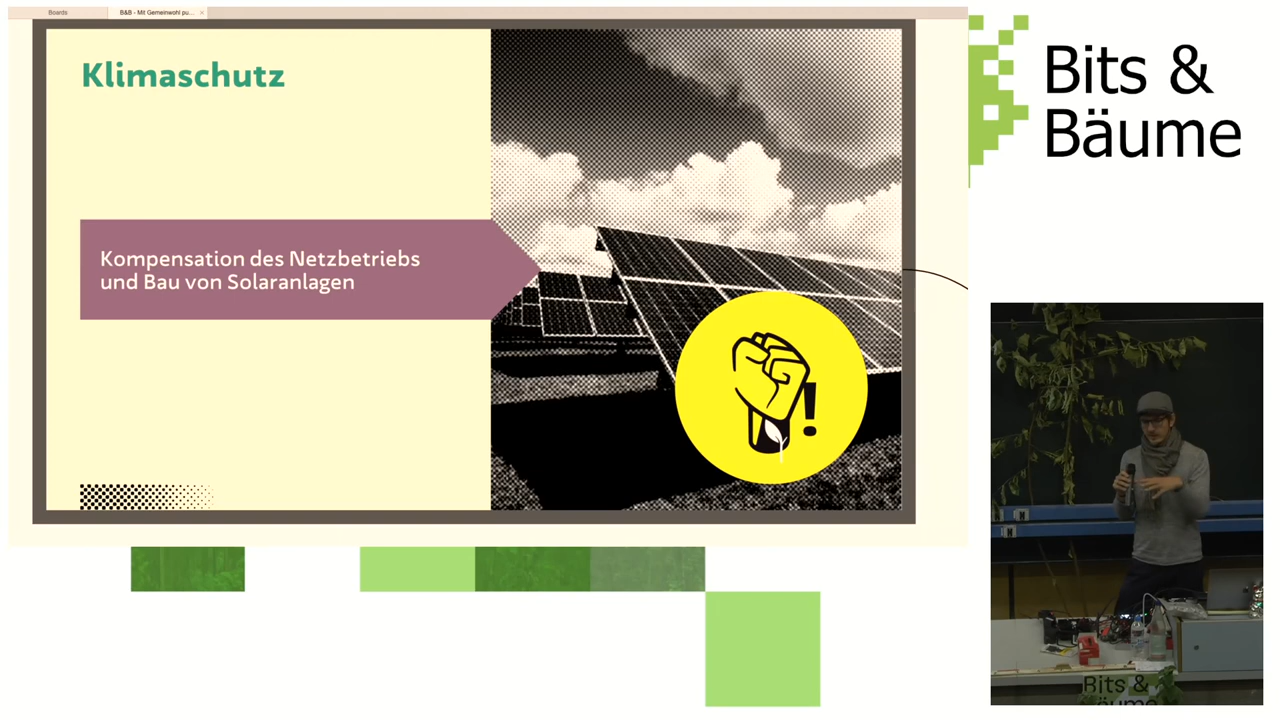 Boards
B&B - Mit Gemeinwohl pu...
Klimaschutz
Kompensation des Netzbetriebs
und Bau von Solaranlagen
!
Bits &
Bäume
Bits &
Bäume